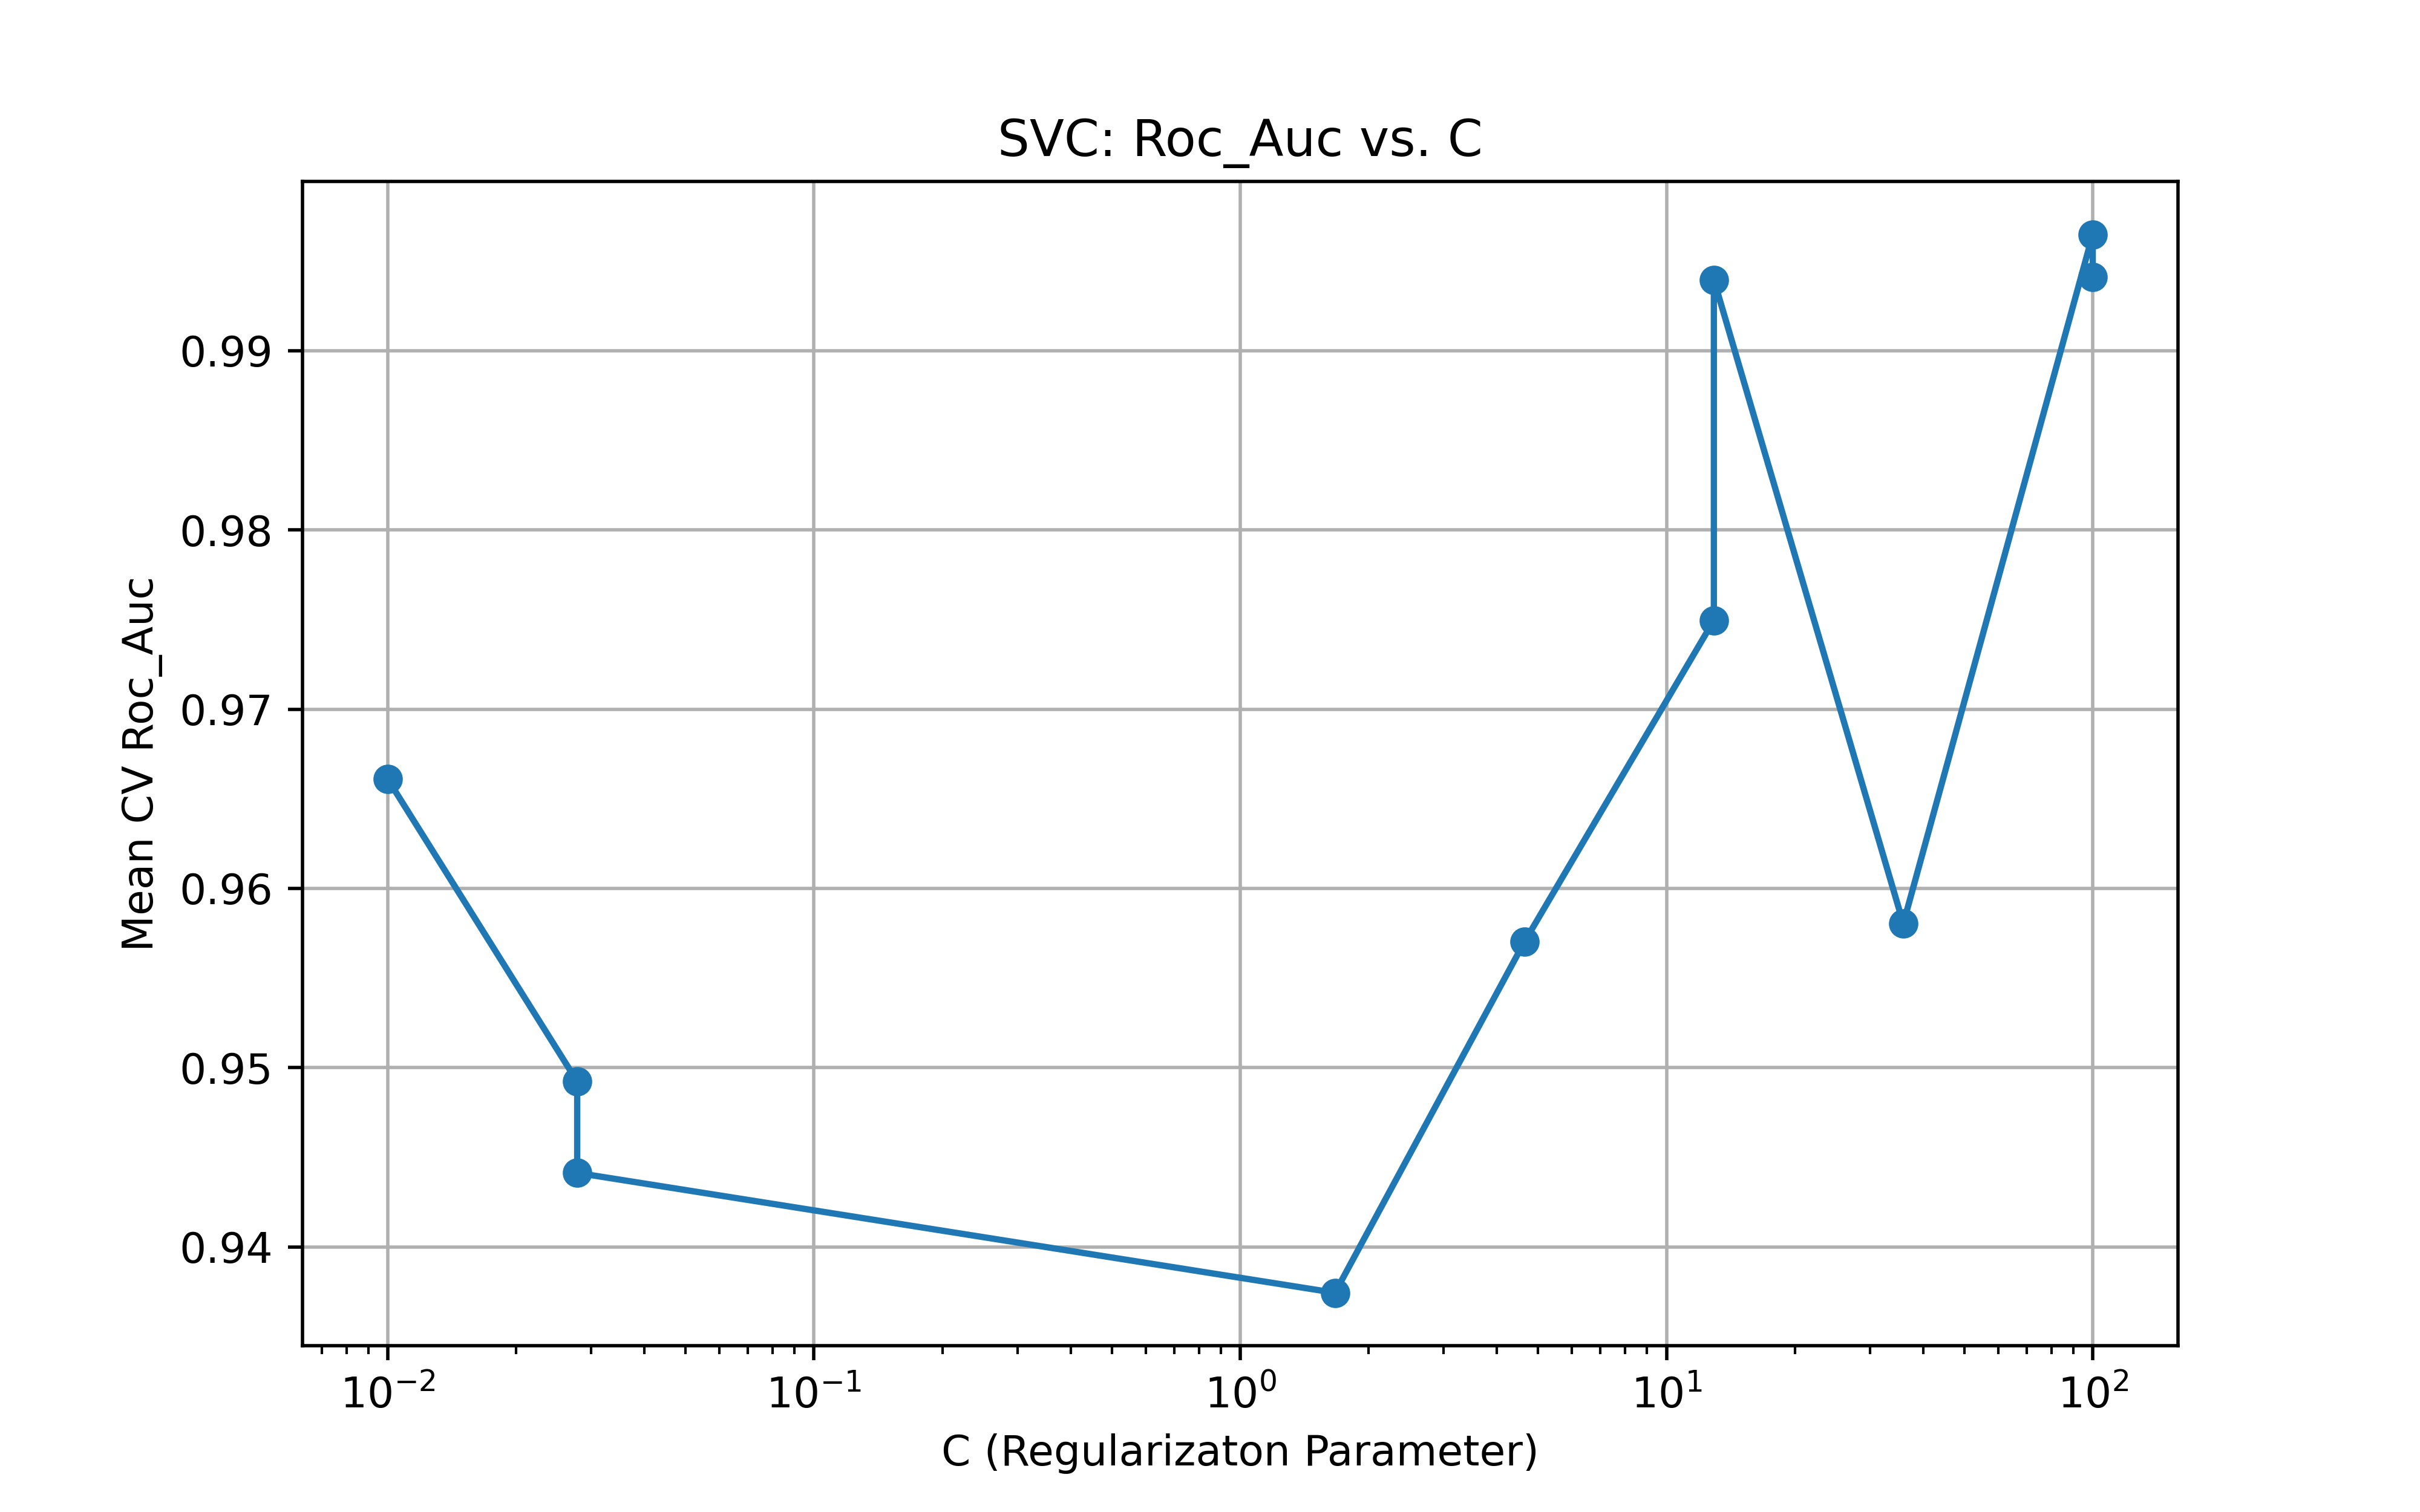 SVC: Roc_Auc vs. C
Mean CV Roc_Auc
0.99
0.98
0.97
0.96
0.95
0.94
10⁻² 10⁻¹ 10⁰ 10¹ 10²
C (Regularizaton Parameter)